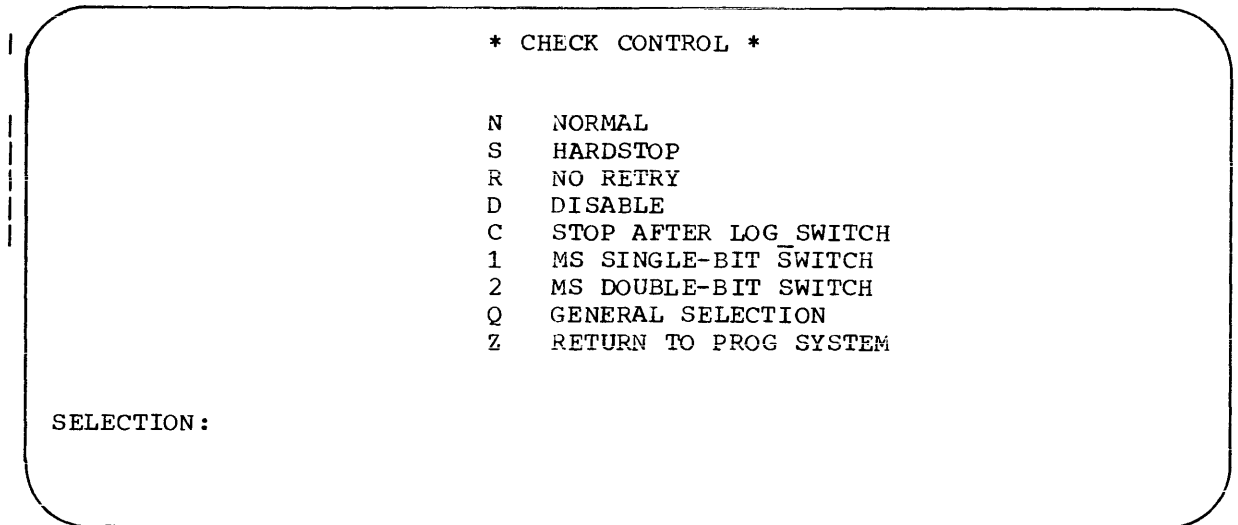 * CHECK CONTROL *
N NORMAL
S HARDSTOP
R NO RETRY
D DISABLE
C STOP AFTER LOG_SWITCH
1 MS SINGLE-BIT SWITCH
2 MS DOUBLE-BIT SWITCH
Q GENERAL SELECTION
Z RETURN TO PROG SYSTEM
SELECTION: